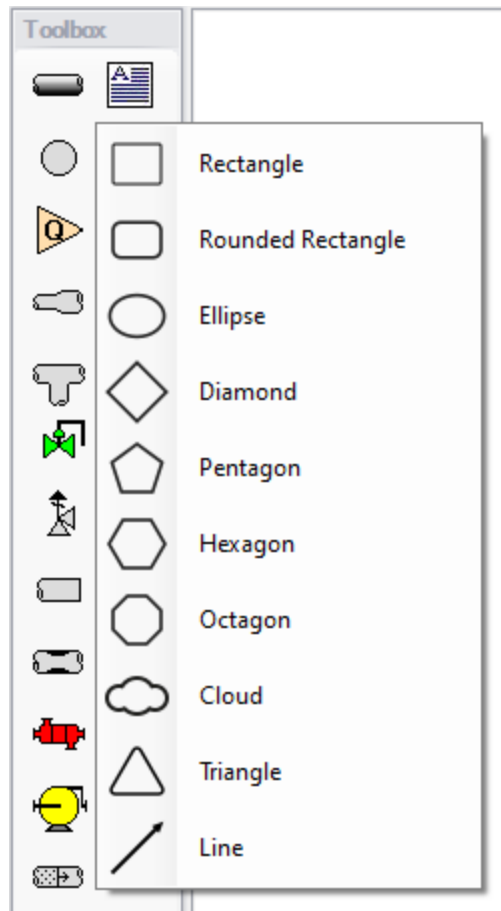 Toolbox
A
Rectangle
Rounded Rectangle
Q
Ellipse
Diamond
Pentagon
Hexagon
Octagon
Cloud
Triangle
Line